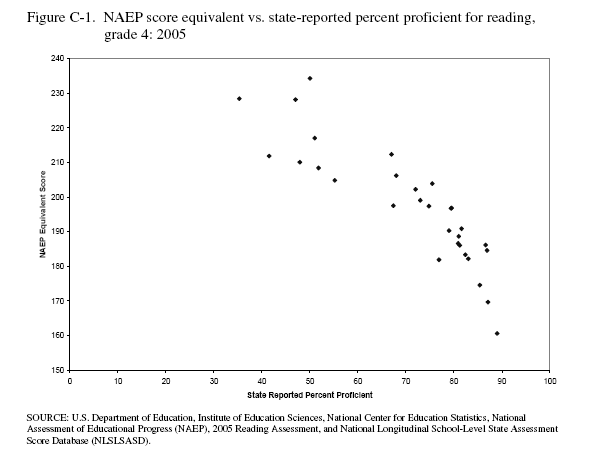 Figure C-1. NAEP score equivalent vs. state-reported percent proficient for reading,
grade 4: 2005
240
230
220
210
200
190
180
170
160
150
NAEP Equivalent Score
0 10 20 30 40 50 60 70 80 90 100
State Reported Percent Proficient
SOURCE: U.S. Department of Education, Institute of Education Sciences, National Center for Education Statistics, National
Assessment of Educational Progress (NAEP), 2005 Reading Assessment, and National Longitudinal School-Level State Assessment
Score Database (NLSLSASD).